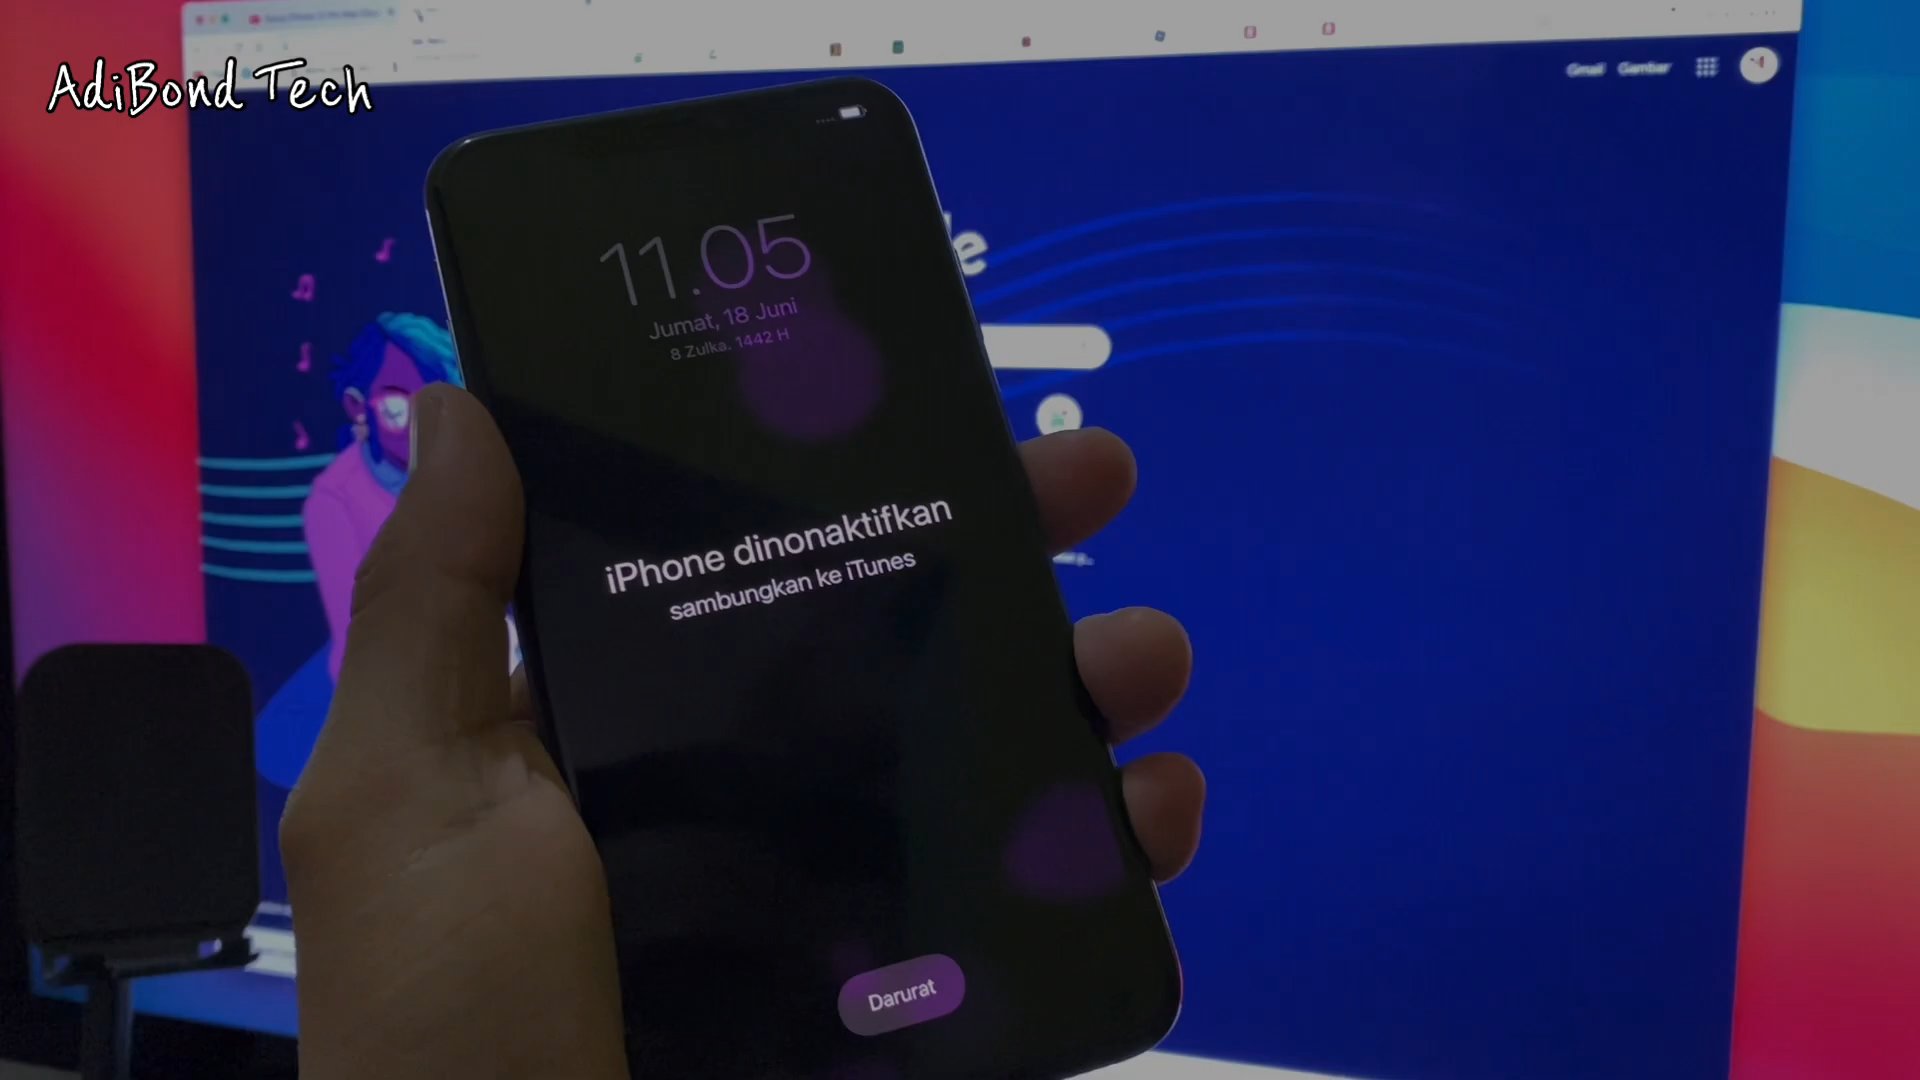 AdiBond Tech
Gmail Gambar
11.05
Jumat, 18 Juni
8 Zulka. 1442 H
iPhone dinonaktifkan
sambungkan ke iTunes
Darurat